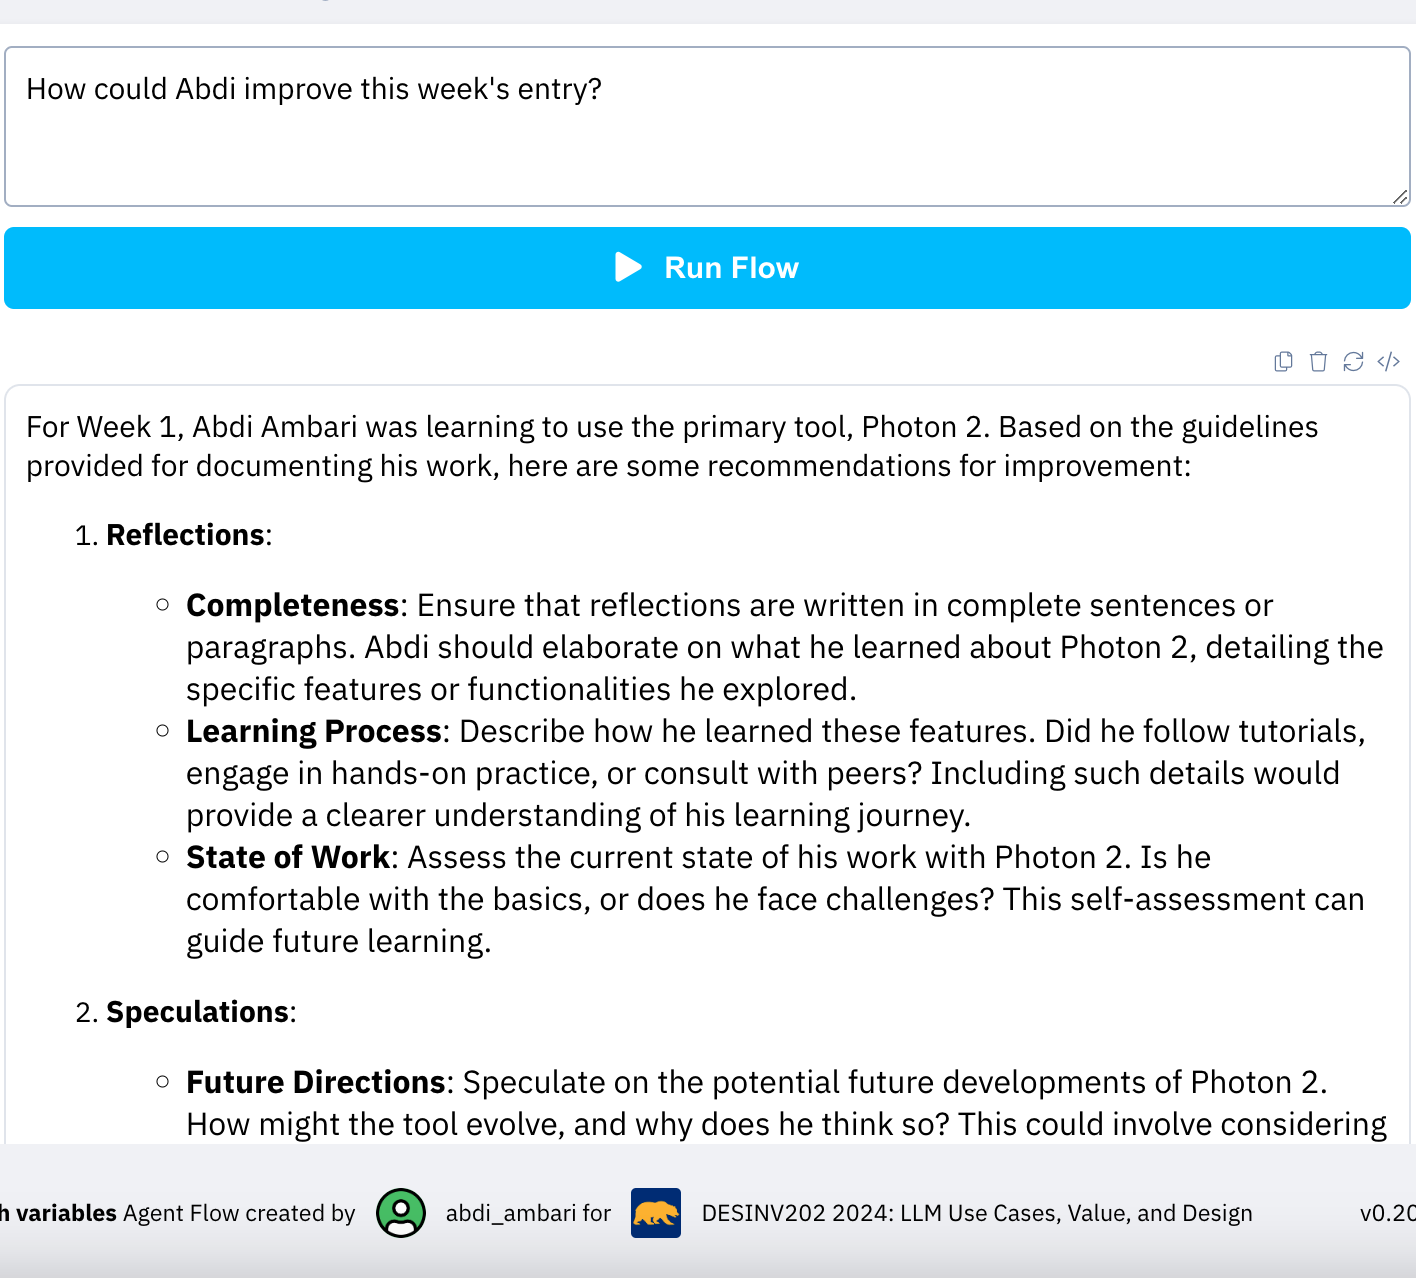 How could Abdi improve this week's entry?
Run Flow
For Week 1, Abdi Ambari was learning to use the primary tool, Photon 2. Based on the guidelines
provided for documenting his work, here are some recommendations for improvement:
1. Reflections:
Completeness: Ensure that reflections are written in complete sentences or
paragraphs. Abdi should elaborate on what he learned about Photon 2, detailing the
specific features or functionalities he explored.
Learning Process: Describe how he learned these features. Did he follow tutorials,
engage in hands-on practice, or consult with peers? Including such details would
provide a clearer understanding of his learning journey.
State of Work: Assess the current state of his work with Photon 2. Is he
comfortable with the basics, or does he face challenges? This self-assessment can
guide future learning.
2. Speculations:
Future Directions: Speculate on the potential future developments of Photon 2.
How might the tool evolve, and why does he think so? This could involve considering
h variables Agent Flow created by abdi_ambari for DESINV202 2024: LLM Use Cases, Value, and Design v0.20